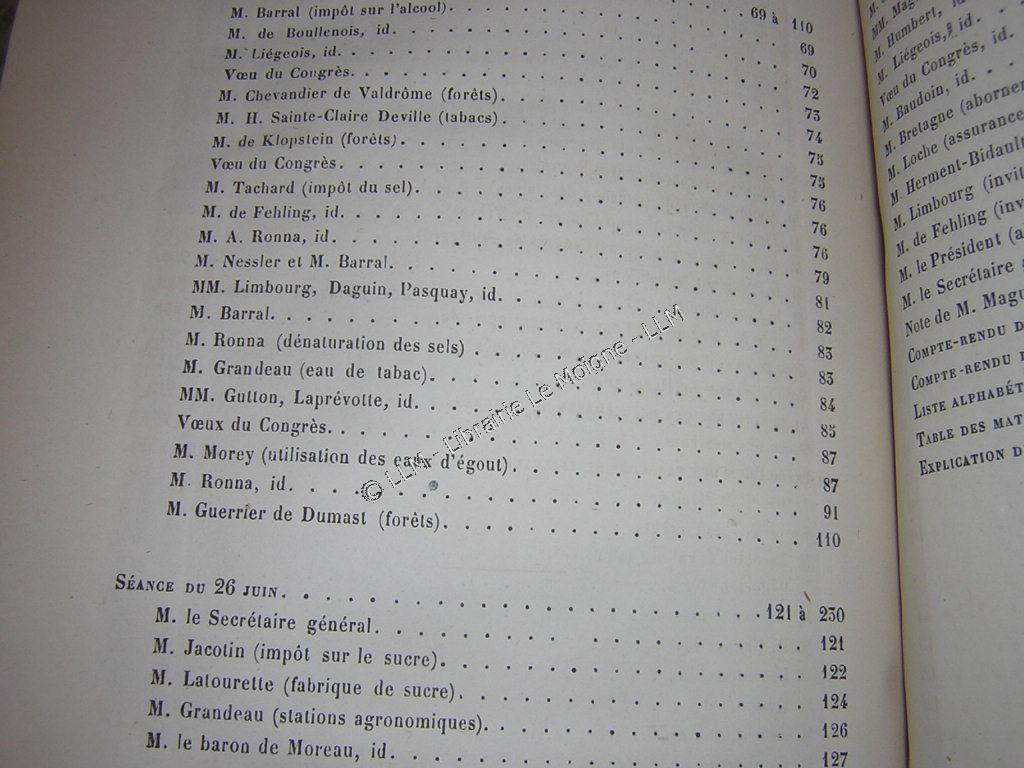 69 à 110
M. Barral (impôt sur l'alcool). 69
M. de Boullenois, id. 70
M. Liégeois, id. 72
Vœu du Congrès. 73
M. Chevandier de Valdrôme (forêts). 74
M. H. Sainte-Claire Deville (tabacs). 75
M. de Klopstein (forêts). 75
Vœu du Congrès. 76
M. Tachard (impôt du sel). 76
M. de Fehling, id. 76
M. A. Ronna, id. 79
M. Nessler et M. Barral. 81
MM. Limbourg, Daguin, Pasquay, id. 82
M. Barral. 83
M. Ronna (dénaturation des sels) 83
M. Grandeau (eau de tabac). 84
MM. Gutton, Laprévotte, id. 85
Vœux du Congrès. 87
M. Morey (utilisation des eaux d'égout). 87
M. Ronna, id. 91
M. Guerrier de Dumast (forêts). 110
SÉANCE DU 26 JUIN. 121 à 230
M. le Secrétaire général. 121
M. Jacotin (impôt sur le sucre). 122
M. Latourette (fabrique de sucre). 124
M. Grandeau (stations agronomiques). 126
M. le baron de Moreau, id. 127
© LLM - Librairie Le Moigne - LLM
MM. Mag
M. Humbert, id.
M. Liégeois, id.
Vœu du Congrès, id.
M. Baudoin, id.
M. Bretagne (abornem
M. Loche (assurance
M. Herment-Bidault
M. Limbourg (invit
M. de Fehling (inv
M. le Président (a
M. le Secrétaire
Note de M. Magu
COMPTE-RENDU D
COMPTE-RENDU
LISTE ALPHABÉT
TABLE DES MAT
EXPLICATION D